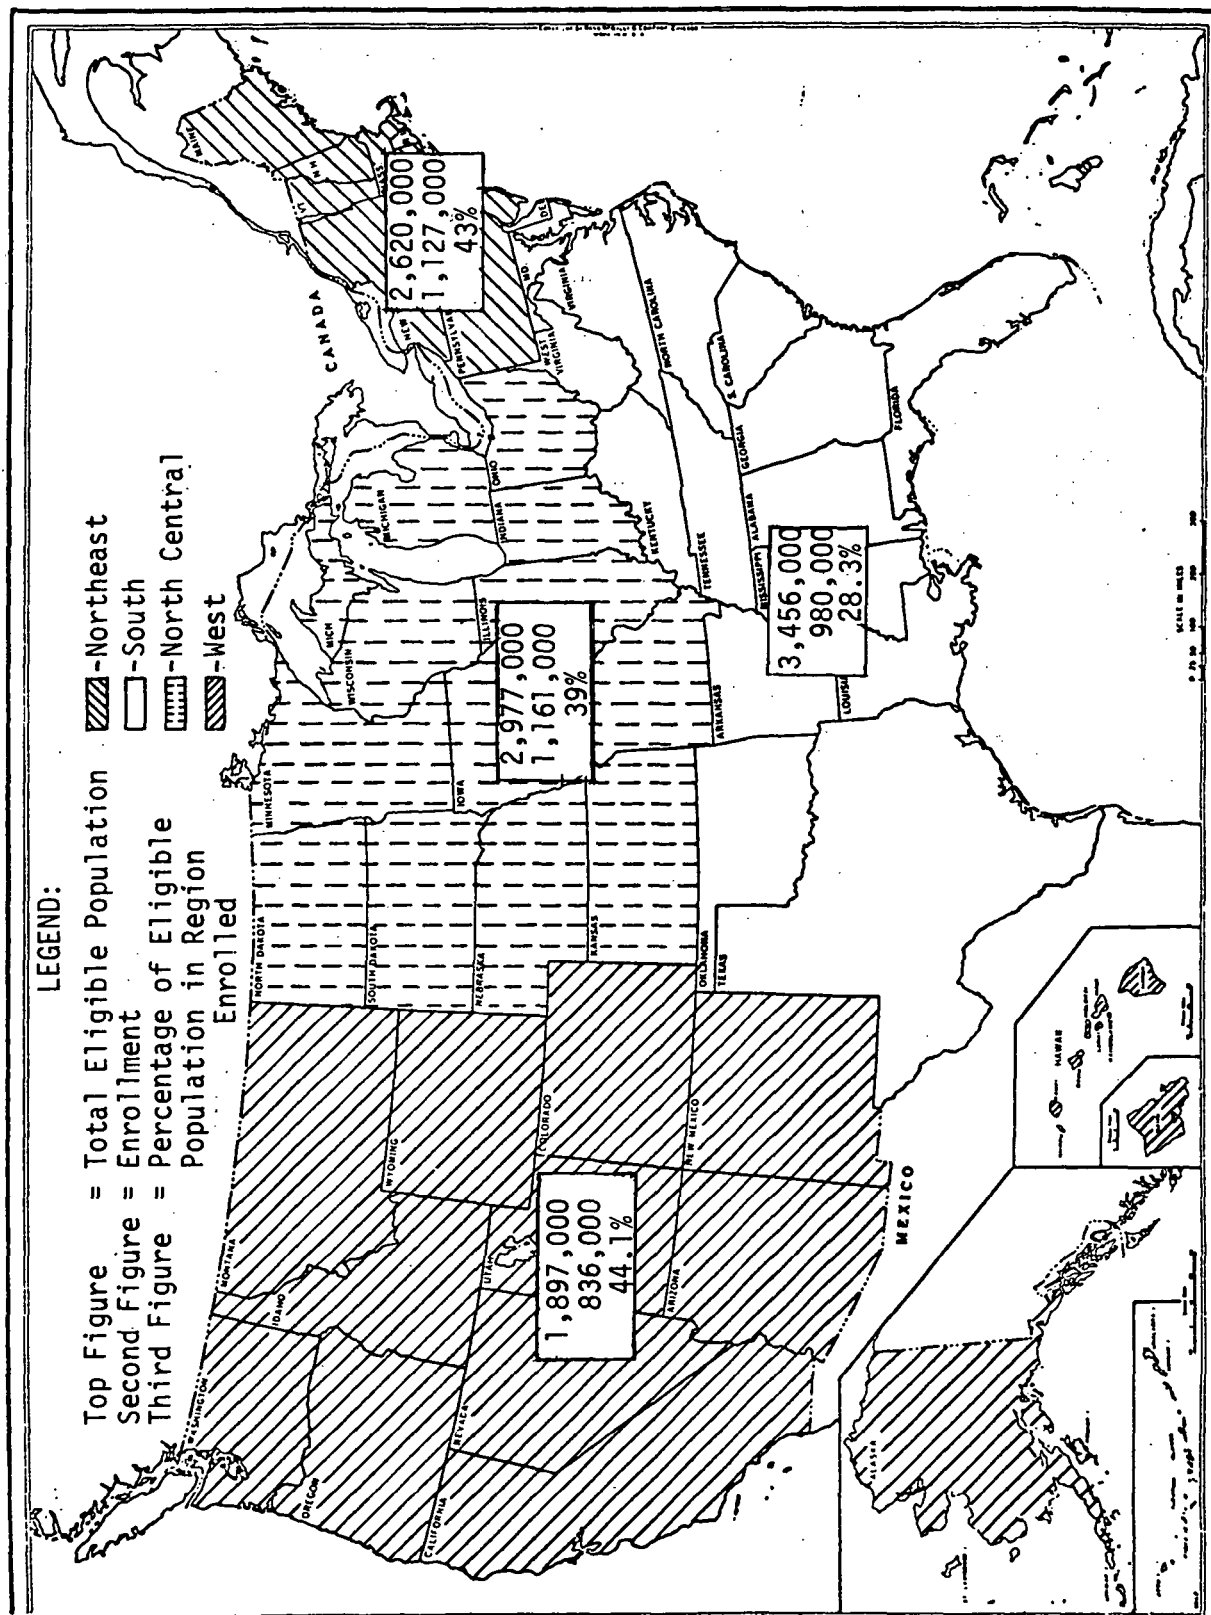 LEGEND:
Top Figure = Total Eligible Population
Second Figure = Enrollment
Third Figure = Percentage of Eligible
Population in Region
Enrolled
-Northeast
-South
-North Central
-West
CANADA
WASHINGTON
MONTANA
NORTH DAKOTA
MINNESOTA
MICH
MAINE
VT
NH
MASS
IDAHO
OREGON
WYOMING
SOUTH DAKOTA
WISCONSIN
MICHIGAN
NEW
2,620,000
1,127,000
43%
CALIFORNIA
NEVADA
UTAH
NEBRASKA
IOWA
ILLINOIS
INDIANA
OHIO
PENNSYLVAN
WEST
VIRGINIA
MD.
DE
VIRGINIA
1,897,000
836,000
44.1%
COLORADO
KANSAS
2,977,000
1,161,000
39%
KENTUCKY
NORTH CAROLINA
ARIZONA
NEW MEXICO
OKLAHOMA
TEXAS
ARKANSAS
TENNESSEE
S. CAROLINA
MISSISSIPPI
ALABAMA
GEORGIA
3,456,000
980,000
28.3%
LOUISI
FLORIDA
MEXICO
ALASKA
HAWAII
SCALE IN MILES